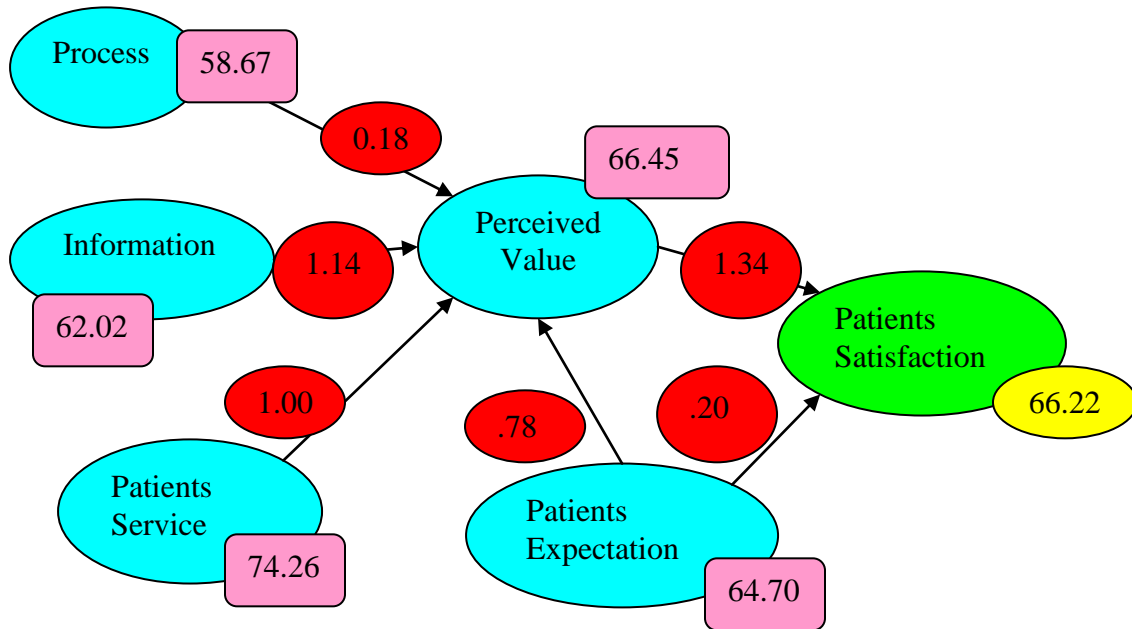 Process
58.67
0.18
66.45
Information
1.14
Perceived
Value
1.34
62.02
Patients
Satisfaction
1.00
.78
.20
66.22
Patients
Service
74.26
Patients
Expectation
64.70